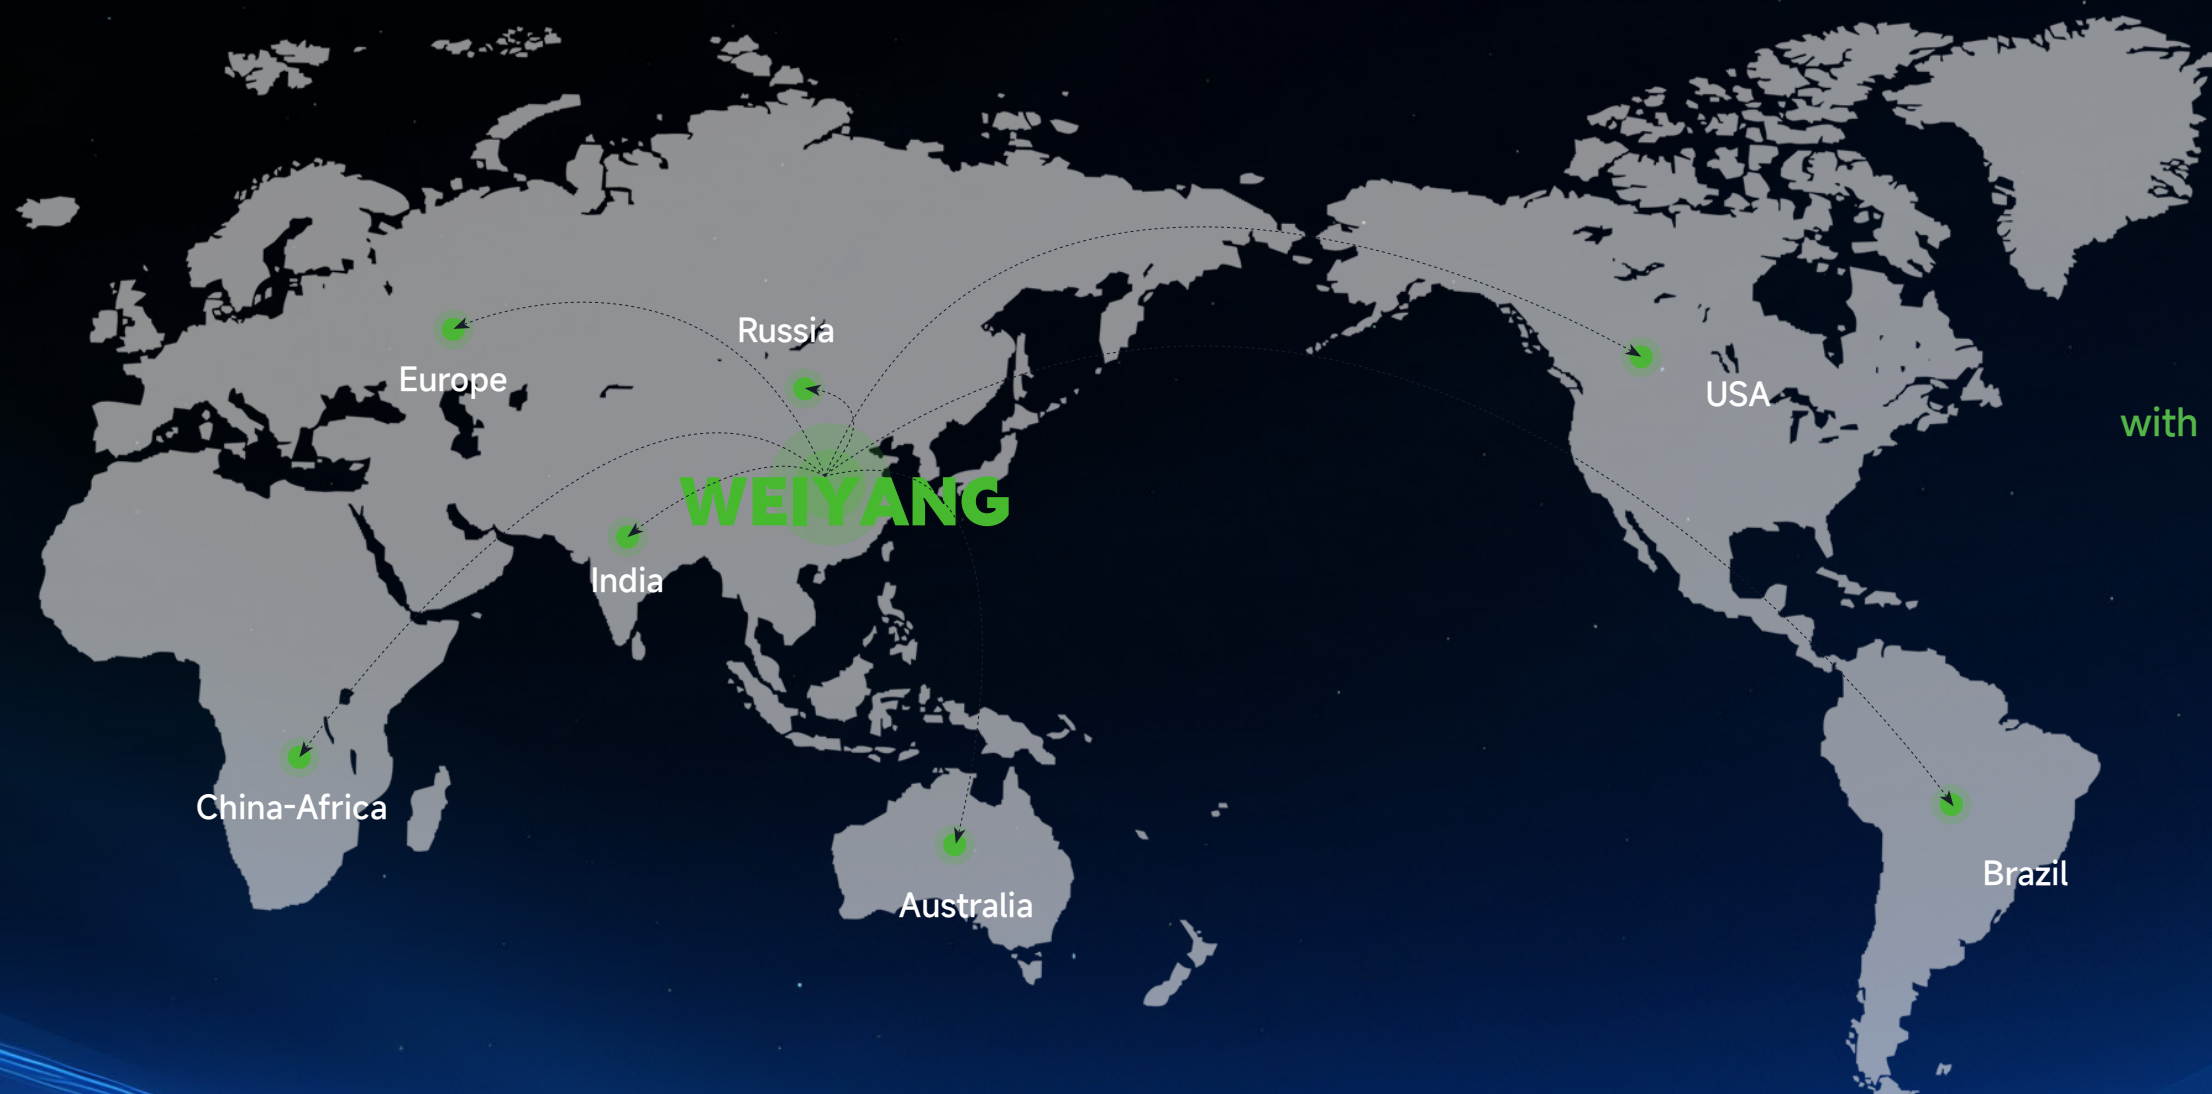 Russia
Europe
USA
with
WEIYANG
India
China-Africa
Brazil
Australia